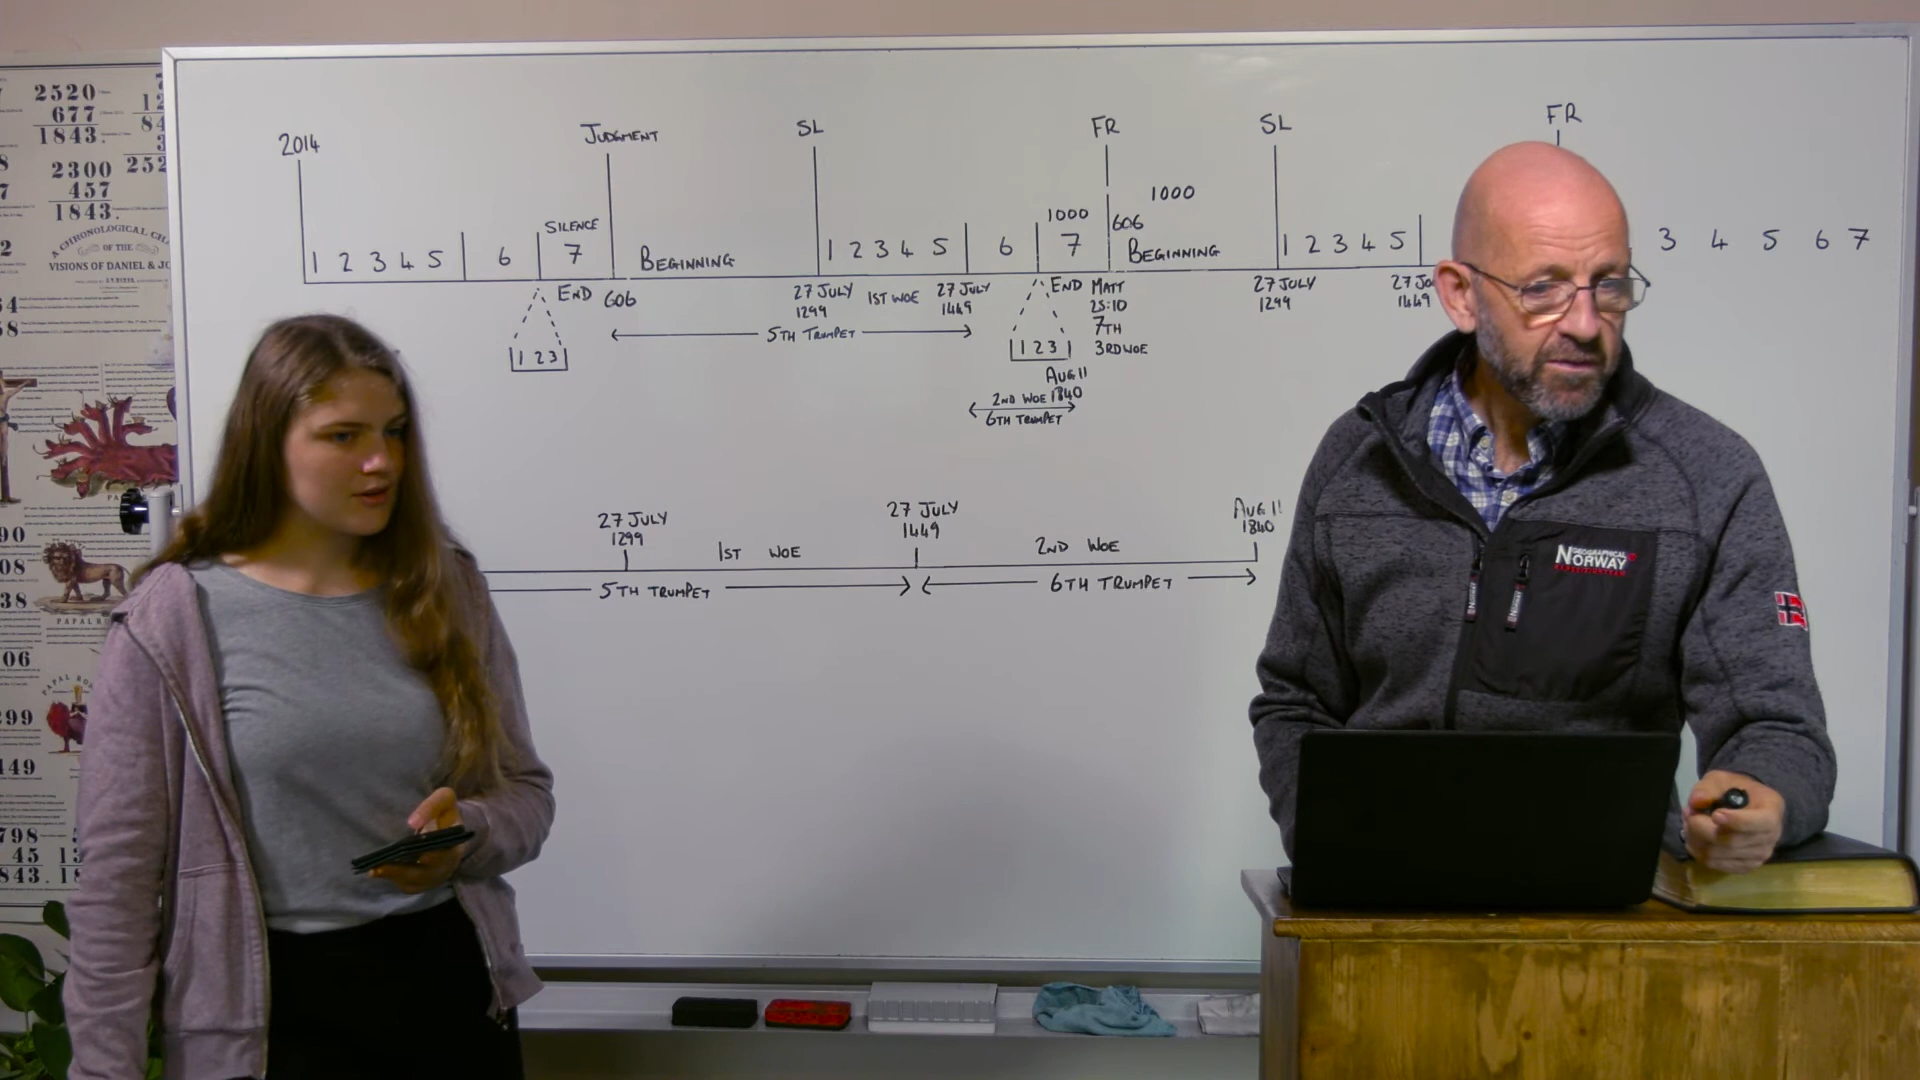 2014
JUDGMENT
SL
FR
SL
FR
1000
SILENCE
1000
606
1 2 3 4 5
6
7
BEGINNING
1 2 3 4 5
6
7
BEGINNING
1 2 3 4 5
3 4 5 6 7
END
606
27 JULY
1299
1ST WOE
27 JULY
1449
END
MATT
25:10
7TH
3RD WOE
27 JULY
1299
1449
5TH TRUMPET
1 2 3
1 2 3
AUG 11
1840
2ND WOE
6TH TRUMPET
27 JULY
1299
1ST WOE
27 JULY
1449
2ND WOE
AUG 11
1840
5TH TRUMPET
6TH TRUMPET
2520
677
1843.
2300
457
1843.
252
A CHRONOLOGICAL
OF THE
VISIONS OF DANIEL &
PAPAL
GEOGRAPHICAL
NORWAY